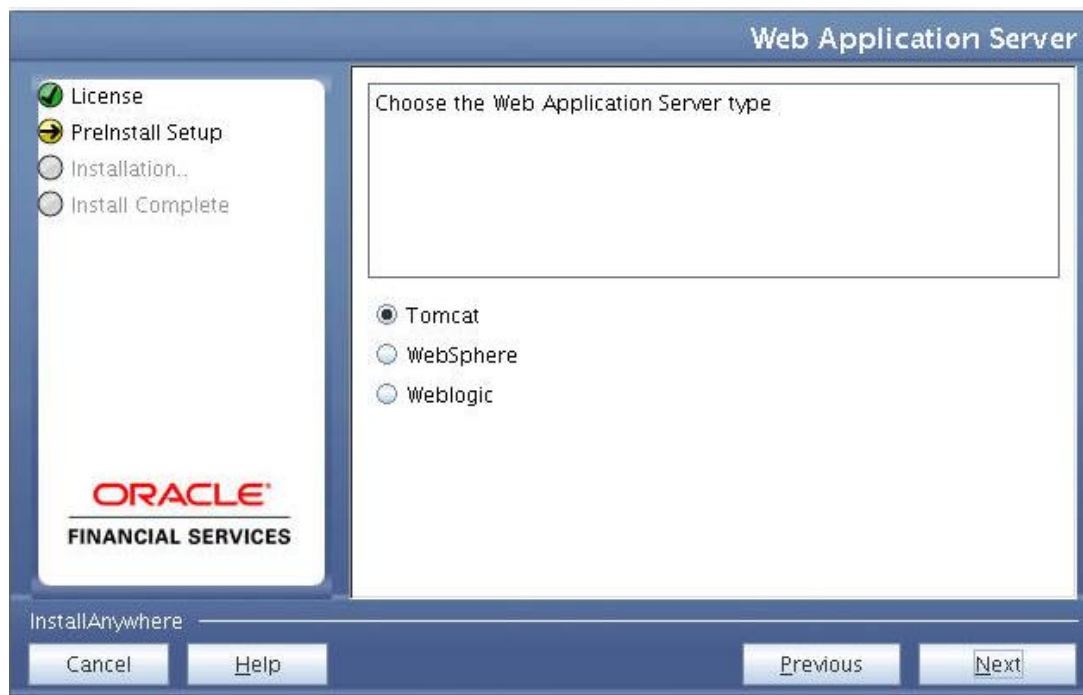 Web Application Server
License
PreInstall Setup
Installation..
Install Complete
Choose the Web Application Server type
Tomcat
WebSphere
Weblogic
ORACLE
FINANCIAL SERVICES
InstallAnywhere
Cancel
Help
Previous
Next